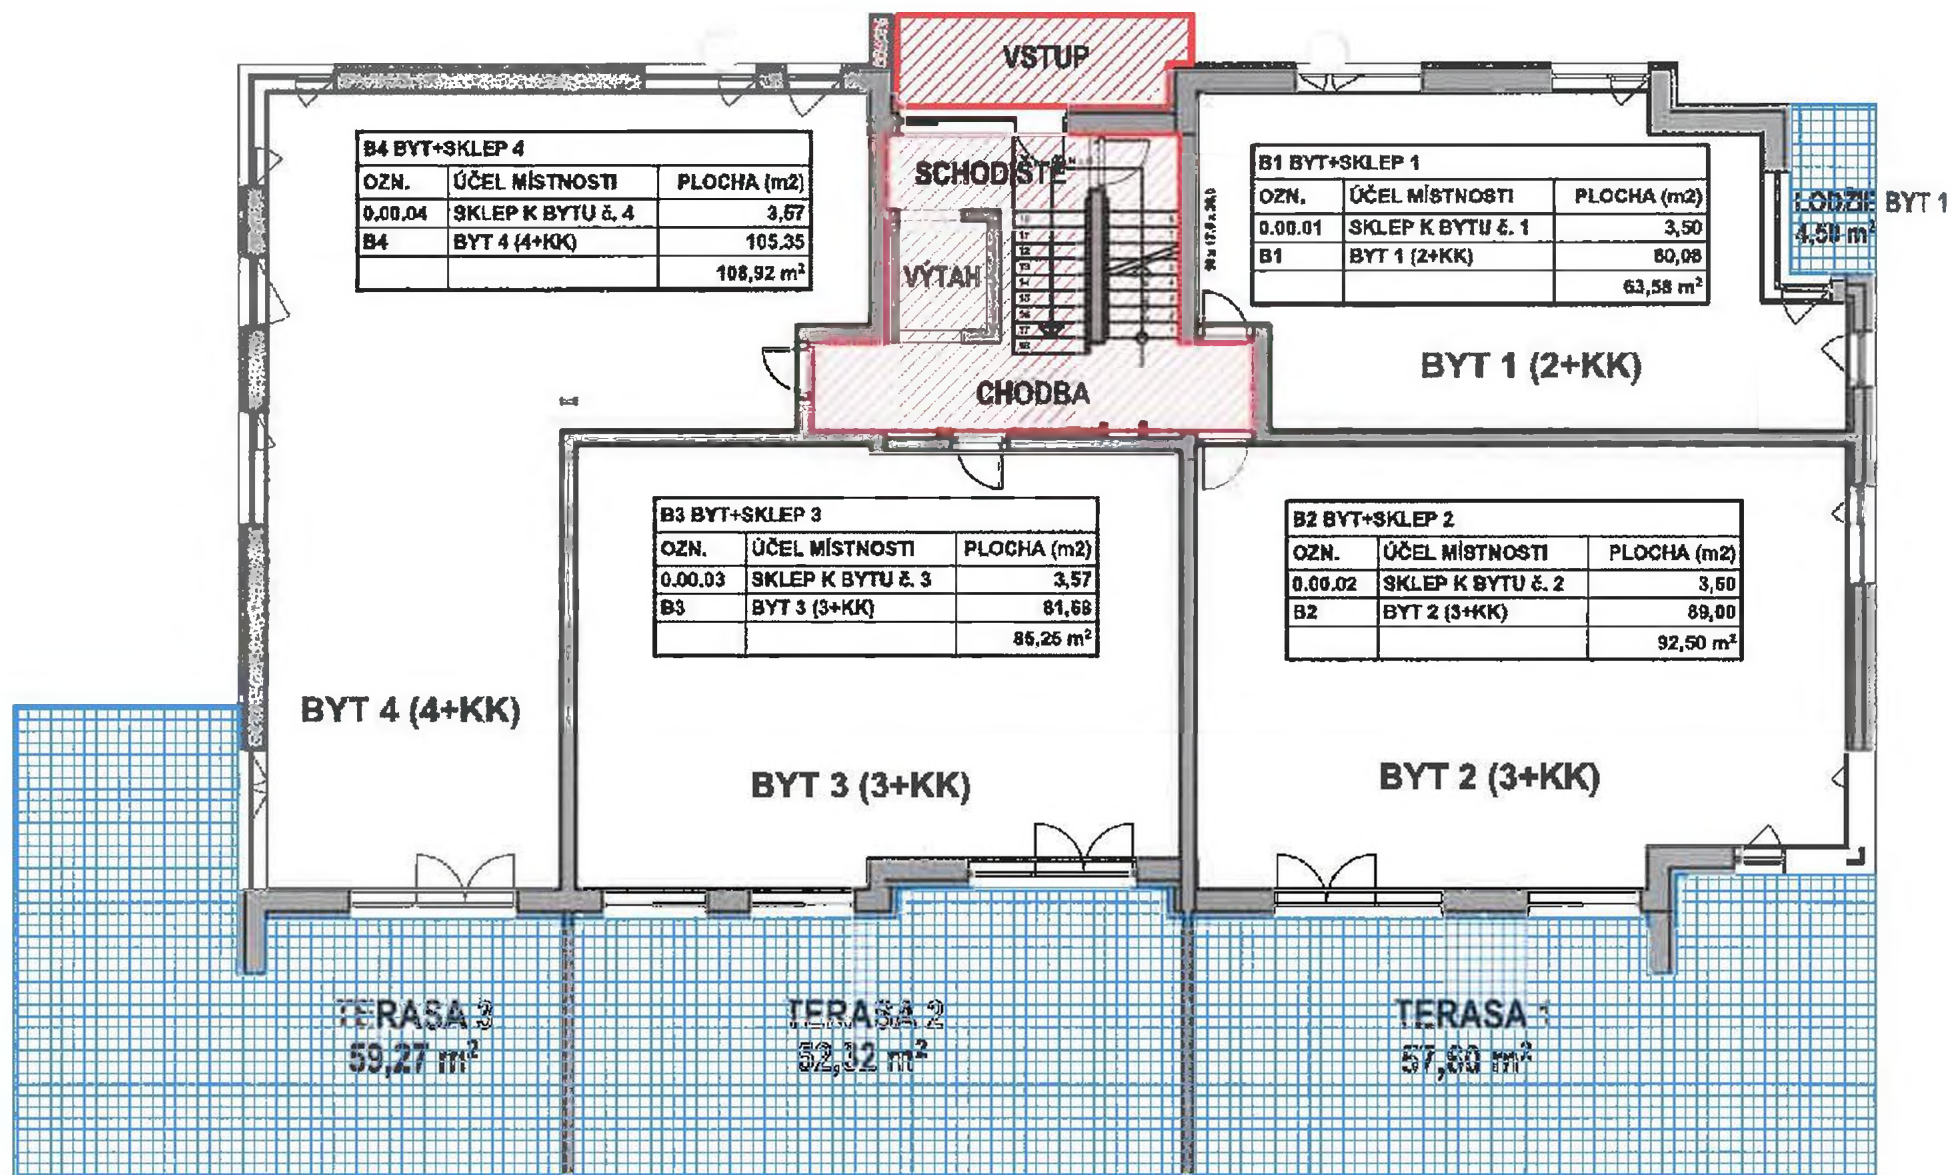 VSTUP
B4 BYT+SKLEP 4
OZN. ÚČEL MÍSTNOSTI PLOCHA (m2)
0.00.04 SKLEP K BYTU č. 4 3,57
B4 BYT 4 (4+KK) 105,35
108,92 m²
SCHODIŠTĚ
VÝTAH
CHODBA
B1 BYT+SKLEP 1
OZN. ÚČEL MÍSTNOSTI PLOCHA (m2)
0.00.01 SKLEP K BYTU č. 1 3,50
B1 BYT 1 (2+KK) 60,08
63,58 m²
LODŽIE BYT 1
4,50 m²
BYT 1 (2+KK)
B3 BYT+SKLEP 3
OZN. ÚČEL MÍSTNOSTI PLOCHA (m2)
0.00.03 SKLEP K BYTU č. 3 3,57
B3 BYT 3 (3+KK) 81,68
85,25 m²
B2 BYT+SKLEP 2
OZN. ÚČEL MÍSTNOSTI PLOCHA (m2)
0.00.02 SKLEP K BYTU č. 2 3,50
B2 BYT 2 (3+KK) 89,00
92,50 m²
BYT 4 (4+KK)
BYT 3 (3+KK)
BYT 2 (3+KK)
TERASA 3
59,27 m²
TERASA 2
52,32 m²
TERASA 1
57,60 m²